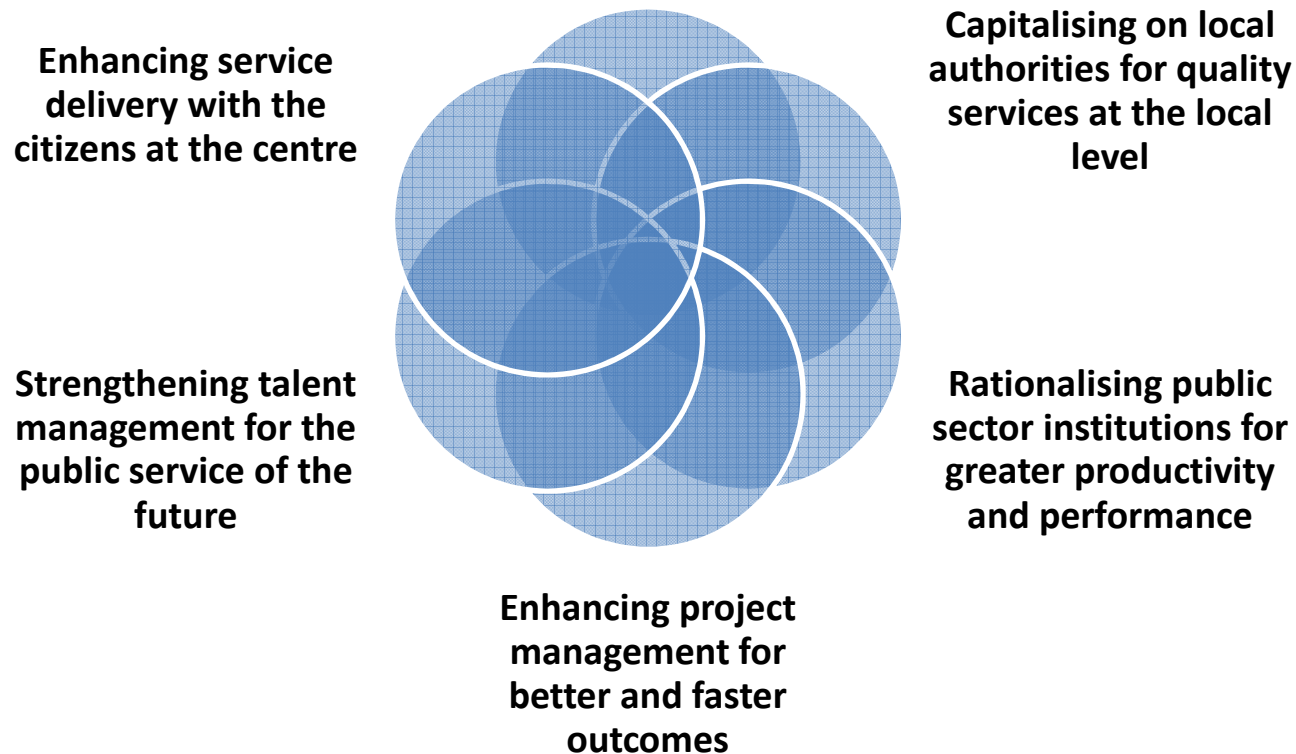 Enhancing service
delivery with the
citizens at the centre
Capitalising on local
authorities for quality
services at the local
level
Strengthening talent
management for the
public service of the
future
Rationalising public
sector institutions for
greater productivity
and performance
Enhancing project
management for
better and faster
outcomes